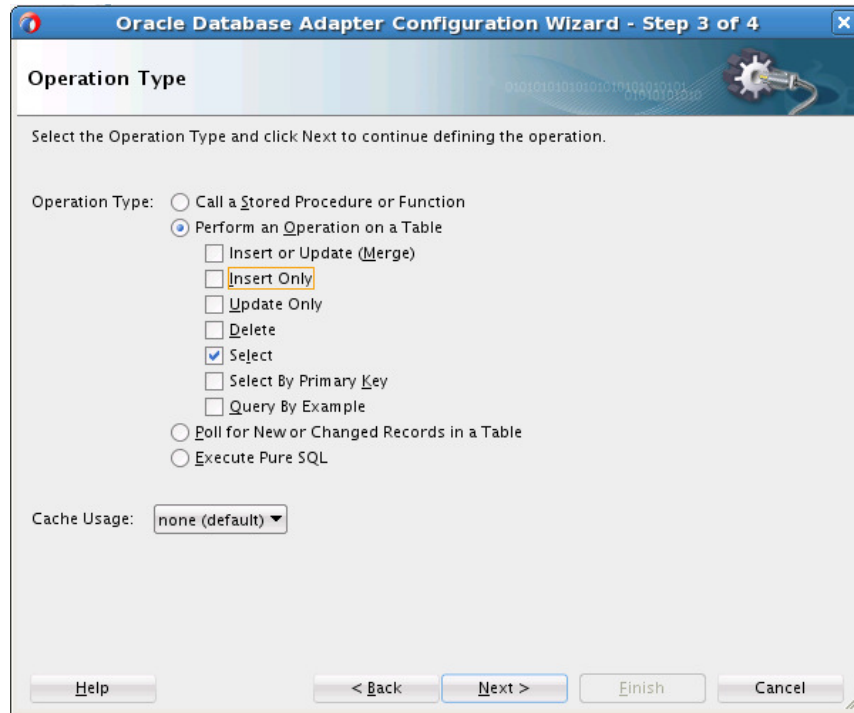 Oracle Database Adapter Configuration Wizard - Step 3 of 4
Operation Type
01010101010101010101010101
01010101010
Select the Operation Type and click Next to continue defining the operation.
Operation Type: Call a Stored Procedure or Function
Perform an Operation on a Table
Insert or Update (Merge)
Insert Only
Update Only
Delete
Select
Select By Primary Key
Query By Example
Poll for New or Changed Records in a Table
Execute Pure SQL
Cache Usage: none (default)
Help < Back Next > Finish Cancel